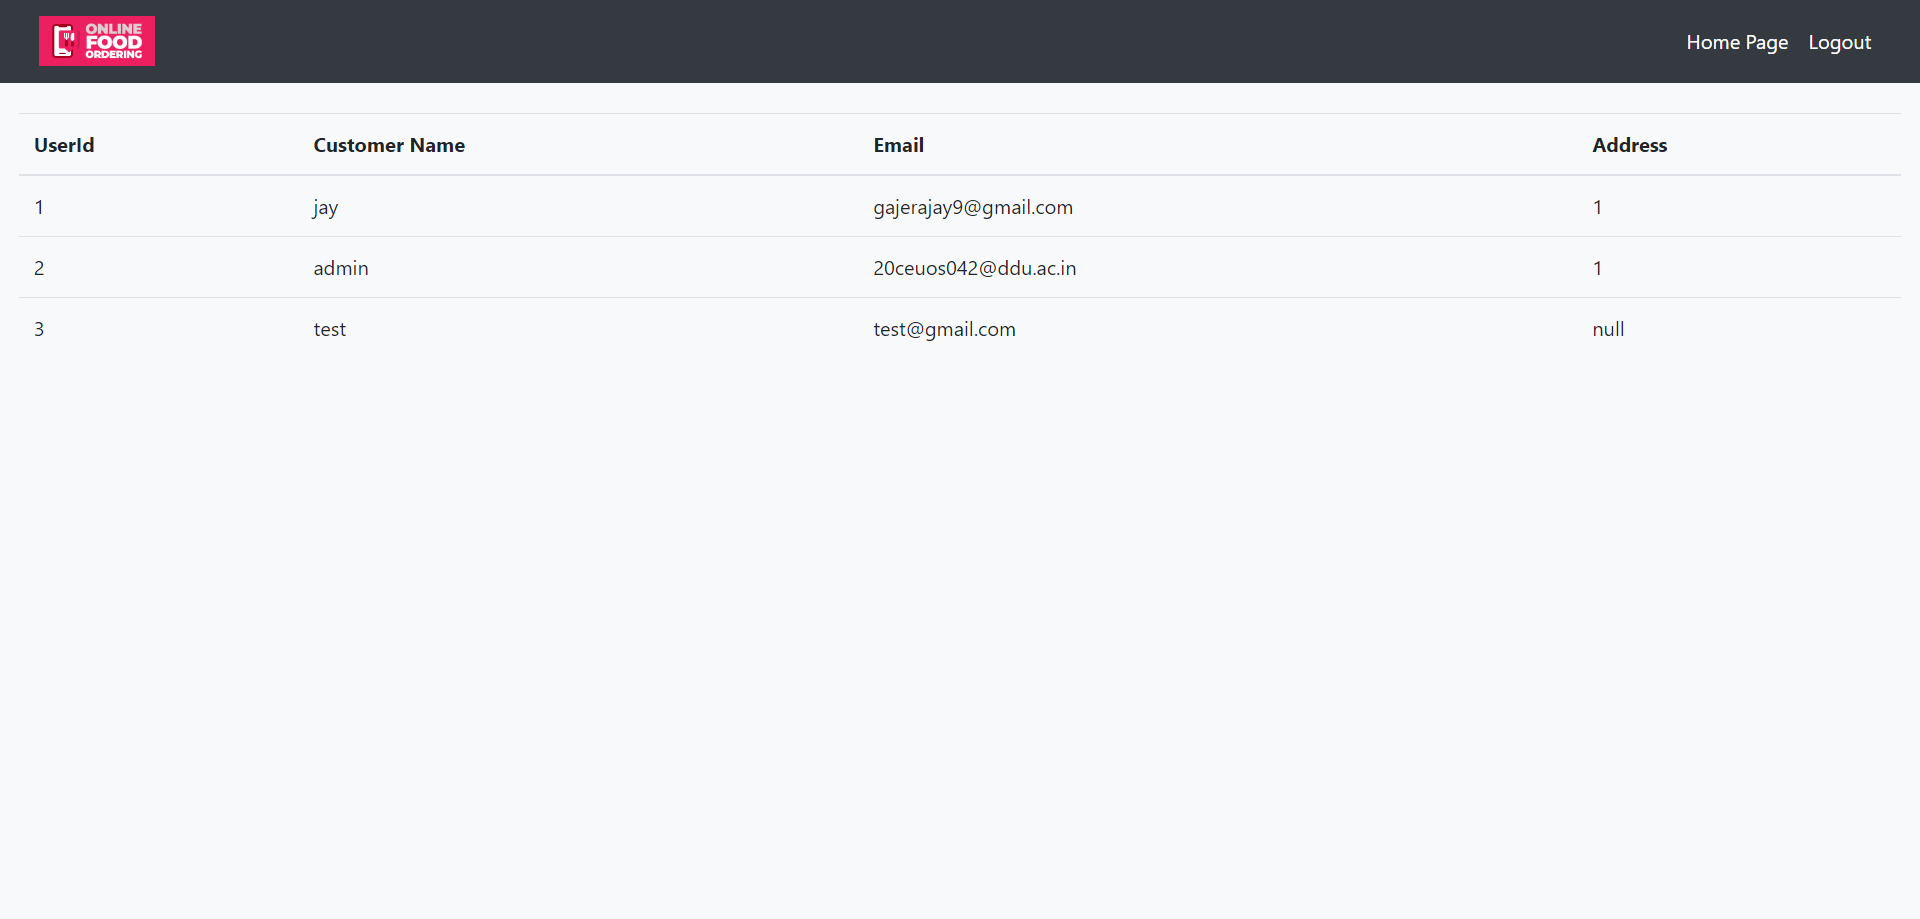 ONLINE
FOOD
ORDERING
Home Page Logout
UserId Customer Name Email Address
1 jay gajerajay9@gmail.com 1
2 admin 20ceuos042@ddu.ac.in 1
3 test test@gmail.com null